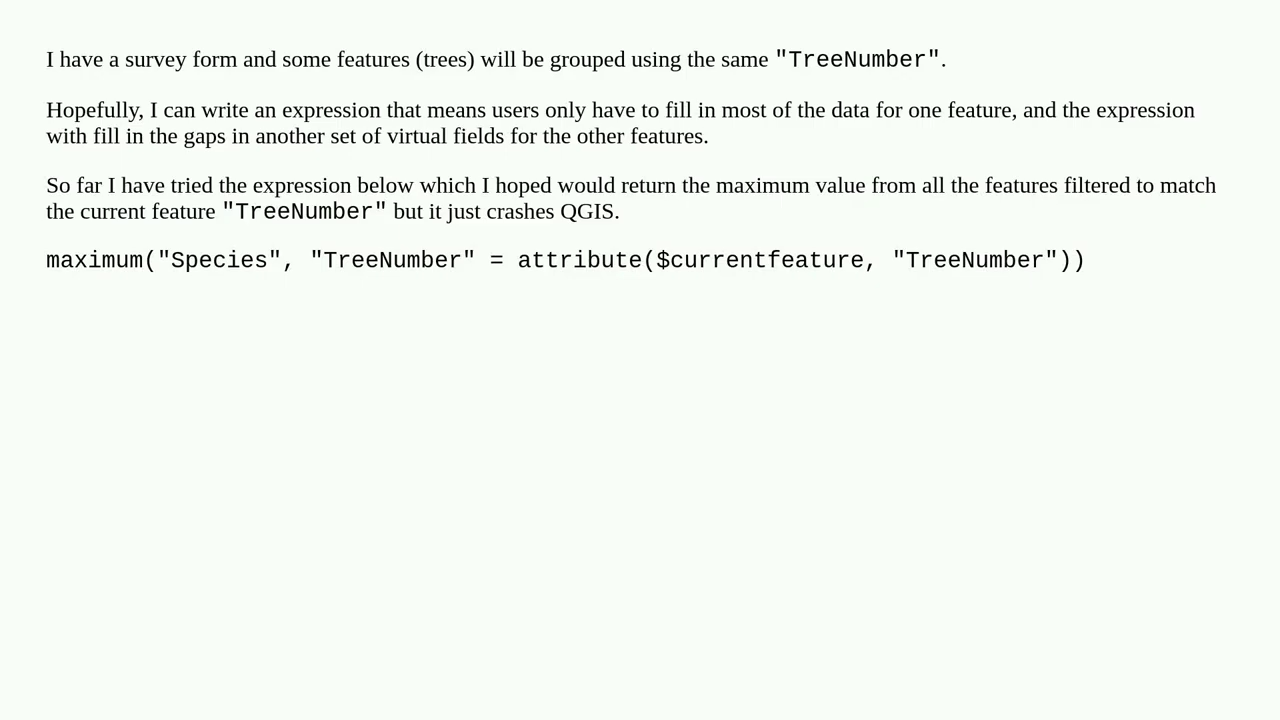 I have a survey form and some features (trees) will be grouped using the same "TreeNumber".
Hopefully, I can write an expression that means users only have to fill in most of the data for one feature, and the expression
with fill in the gaps in another set of virtual fields for the other features.
So far I have tried the expression below which I hoped would return the maximum value from all the features filtered to match
the current feature "TreeNumber" but it just crashes QGIS.
maximum("Species", "TreeNumber" = attribute($currentfeature, "TreeNumber"))